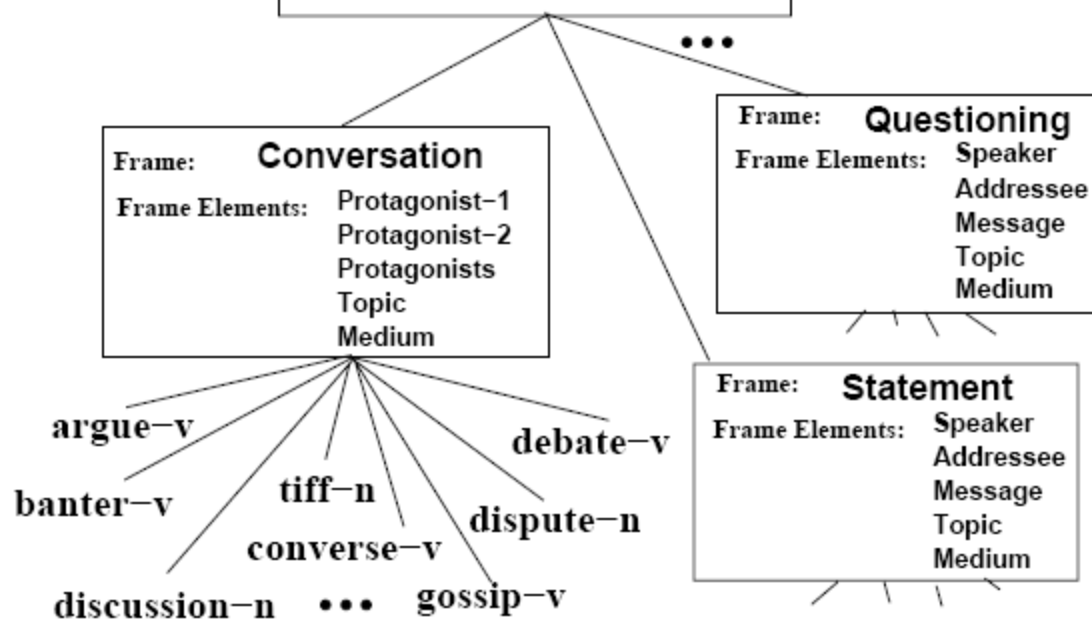 •••
Frame: Conversation
Frame Elements: Protagonist−1
Protagonist−2
Protagonists
Topic
Medium
Frame: Questioning
Frame Elements: Speaker
Addressee
Message
Topic
Medium
Frame: Statement
Frame Elements: Speaker
Addressee
Message
Topic
Medium
argue−v
banter−v
discussion−n
tiff−n
converse−v
•••
gossip−v
dispute−n
debate−v